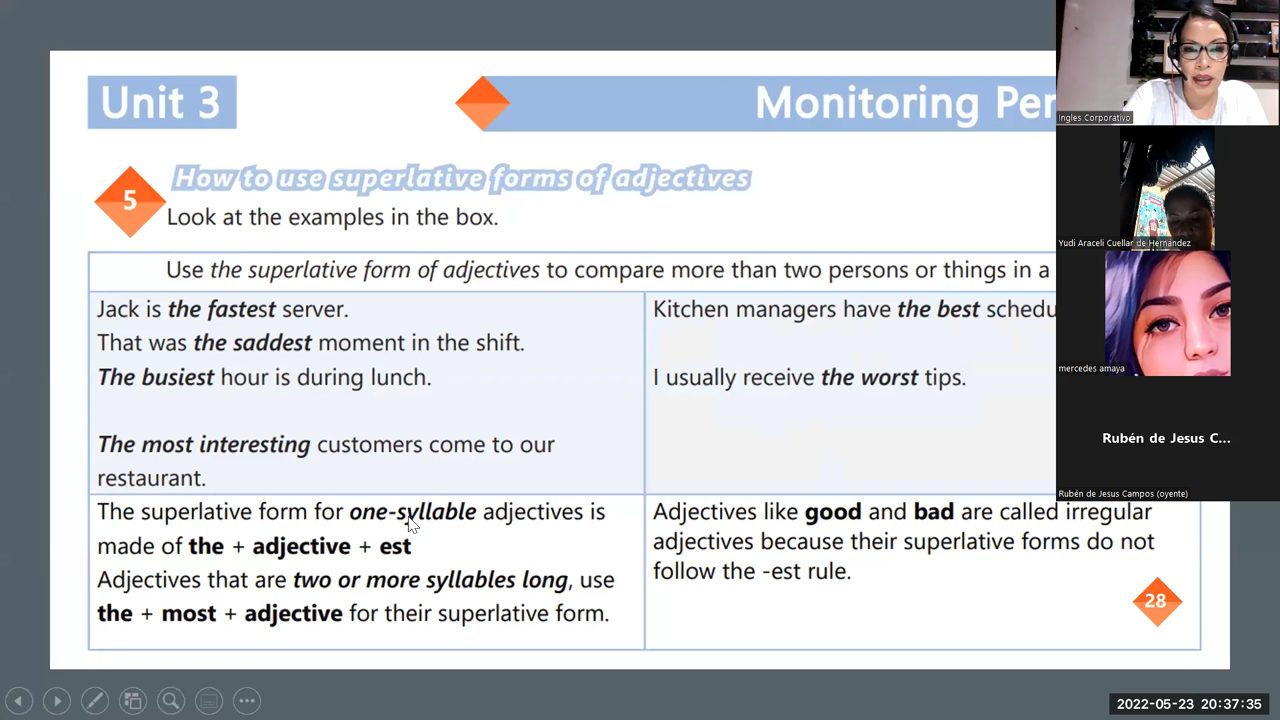 Unit 3
Monitoring Per
5
How to use superlative forms of adjectives
Look at the examples in the box.
Use the superlative form of adjectives to compare more than two persons or things in a
Jack is the fastest server.
That was the saddest moment in the shift.
The busiest hour is during lunch.
The most interesting customers come to our
restaurant.
Kitchen managers have the best schedu
I usually receive the worst tips.
The superlative form for one-syllable adjectives is
made of the + adjective + est
Adjectives that are two or more syllables long, use
the + most + adjective for their superlative form.
Adjectives like good and bad are called irregular
adjectives because their superlative forms do not
follow the -est rule.
28
Ingles Corporativo
Yudi Araceli Cuellar de Hernandez
mercedes amaya
Rubén de Jesus C...
Rubén de Jesus Campos (oyente)
2022-05-23 20:37:35